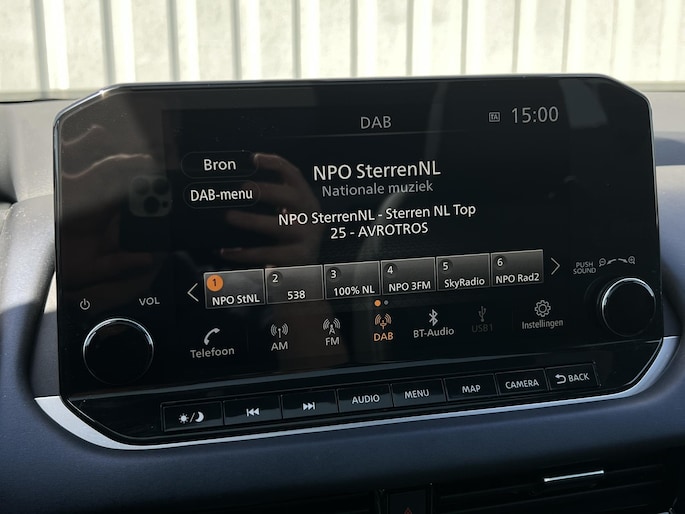 DAB
TA 15:00
Bron
NPO SterrenNL
Nationale muziek
DAB-menu
NPO SterrenNL - Sterren NL Top
25 - AVROTROS
1 2 3 4 5 6
NPO StNL 538 100% NL NPO 3FM SkyRadio NPO Rad2
VOL
PUSH
SOUND
Telefoon AM FM DAB BT-Audio USB1 Instellingen
AUDIO MENU MAP CAMERA BACK